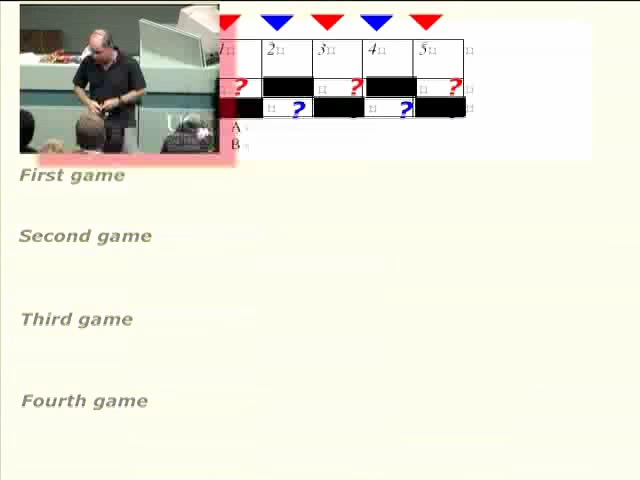 1 2 3 4 5
? ? ?
? ?
A
B
First game
Second game
Third game
Fourth game